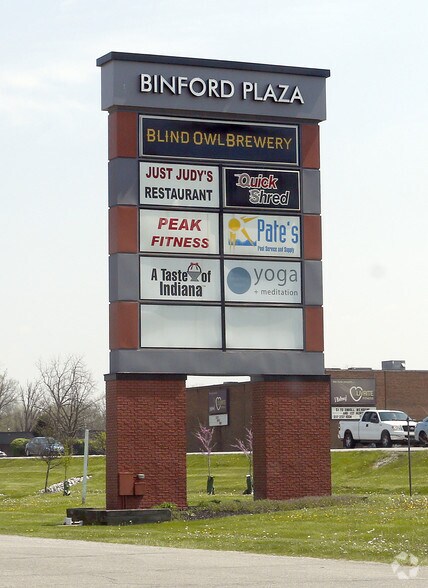 BINFORD PLAZA
BLIND OWL BREWERY
JUST JUDY'S
RESTAURANT
Quick
Shred
PEAK
FITNESS
Pate's
Pool Service and Supply
A Taste of
Indiana
yoga
+ meditation